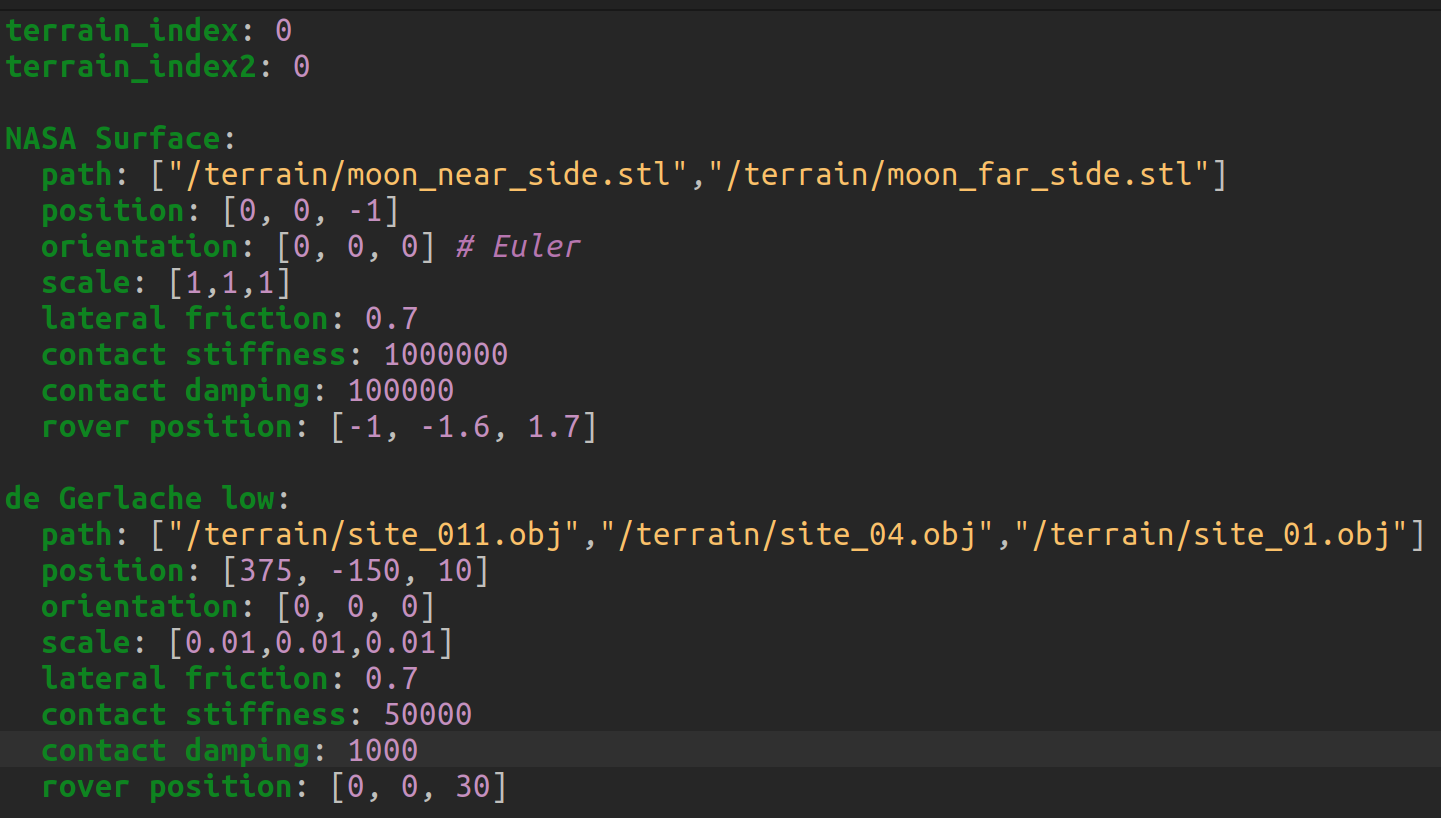 terrain_index: 0
terrain_index2: 0

NASA Surface:
  path: ["/terrain/moon_near_side.stl","/terrain/moon_far_side.stl"]
  position: [0, 0, -1]
  orientation: [0, 0, 0] # Euler
  scale: [1,1,1]
  lateral friction: 0.7
  contact stiffness: 1000000
  contact damping: 100000
  rover position: [-1, -1.6, 1.7]

de Gerlache low:
  path: ["/terrain/site_011.obj","/terrain/site_04.obj","/terrain/site_01.obj"]
  position: [375, -150, 10]
  orientation: [0, 0, 0]
  scale: [0.01,0.01,0.01]
  lateral friction: 0.7
  contact stiffness: 50000
  contact damping: 1000
  rover position: [0, 0, 30]